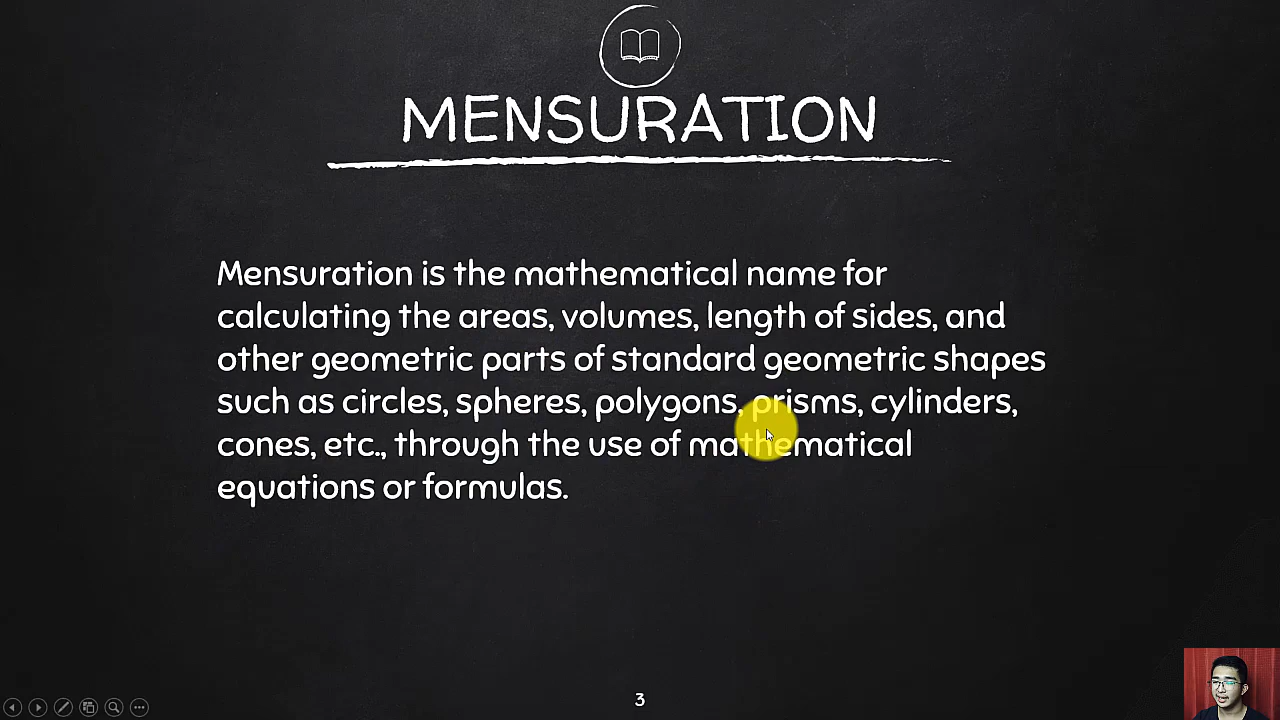 MENSURATION
Mensuration is the mathematical name for
calculating the areas, volumes, length of sides, and
other geometric parts of standard geometric shapes
such as circles, spheres, polygons, prisms, cylinders,
cones, etc., through the use of mathematical
equations or formulas.
3